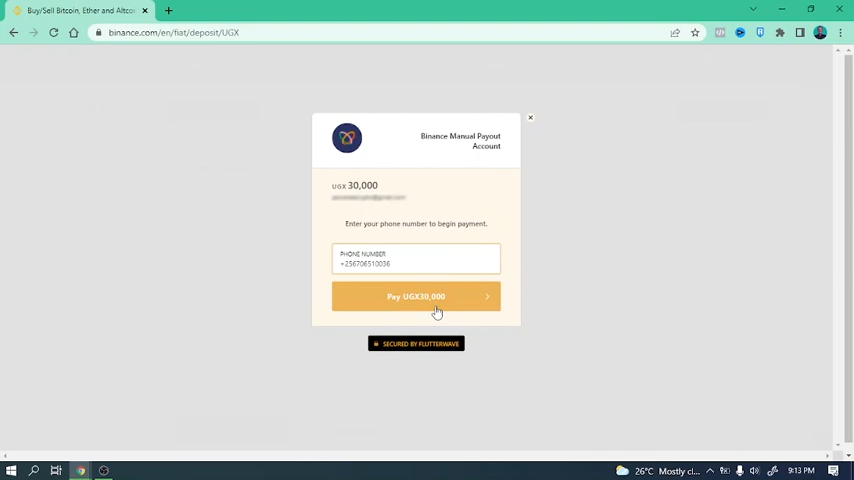 Buy/Sell Bitcoin, Ether and Altcoi
binance.com/en/fiat/deposit/UGX
Binance Manual Payout
Account
UGX 30,000
Enter your phone number to begin payment.
PHONE NUMBER
+256706510036
Pay UGX30,000
SECURED BY FLUTTERWAVE
26°C Mostly cl...
9:13 PM